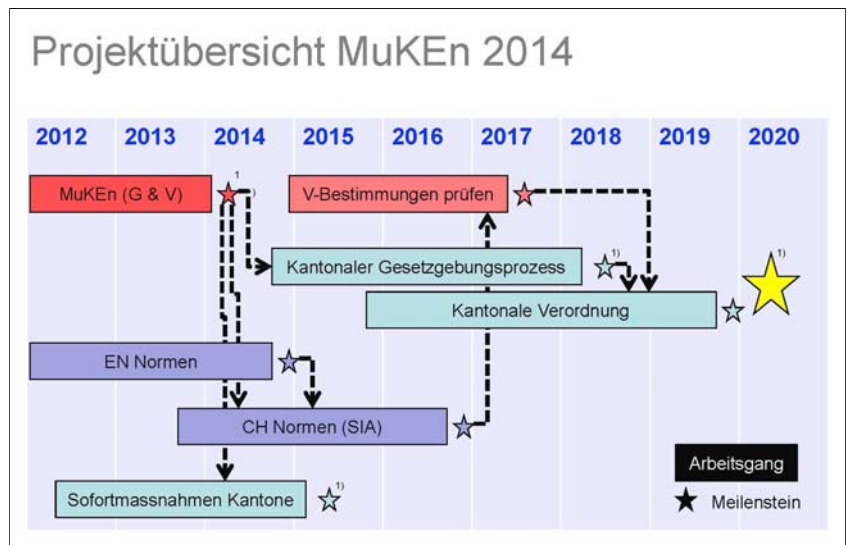 Projektübersicht MuKEn 2014
2012 2013 2014 2015 2016 2017 2018 2019 2020
MuKEn (G & V) 1) V-Bestimmungen prüfen
Kantonaler Gesetzgebungsprozess 1) 1)
Kantonale Verordnung
EN Normen
CH Normen (SIA)
Arbeitsgang
Sofortmassnahmen Kantone 1) Meilenstein